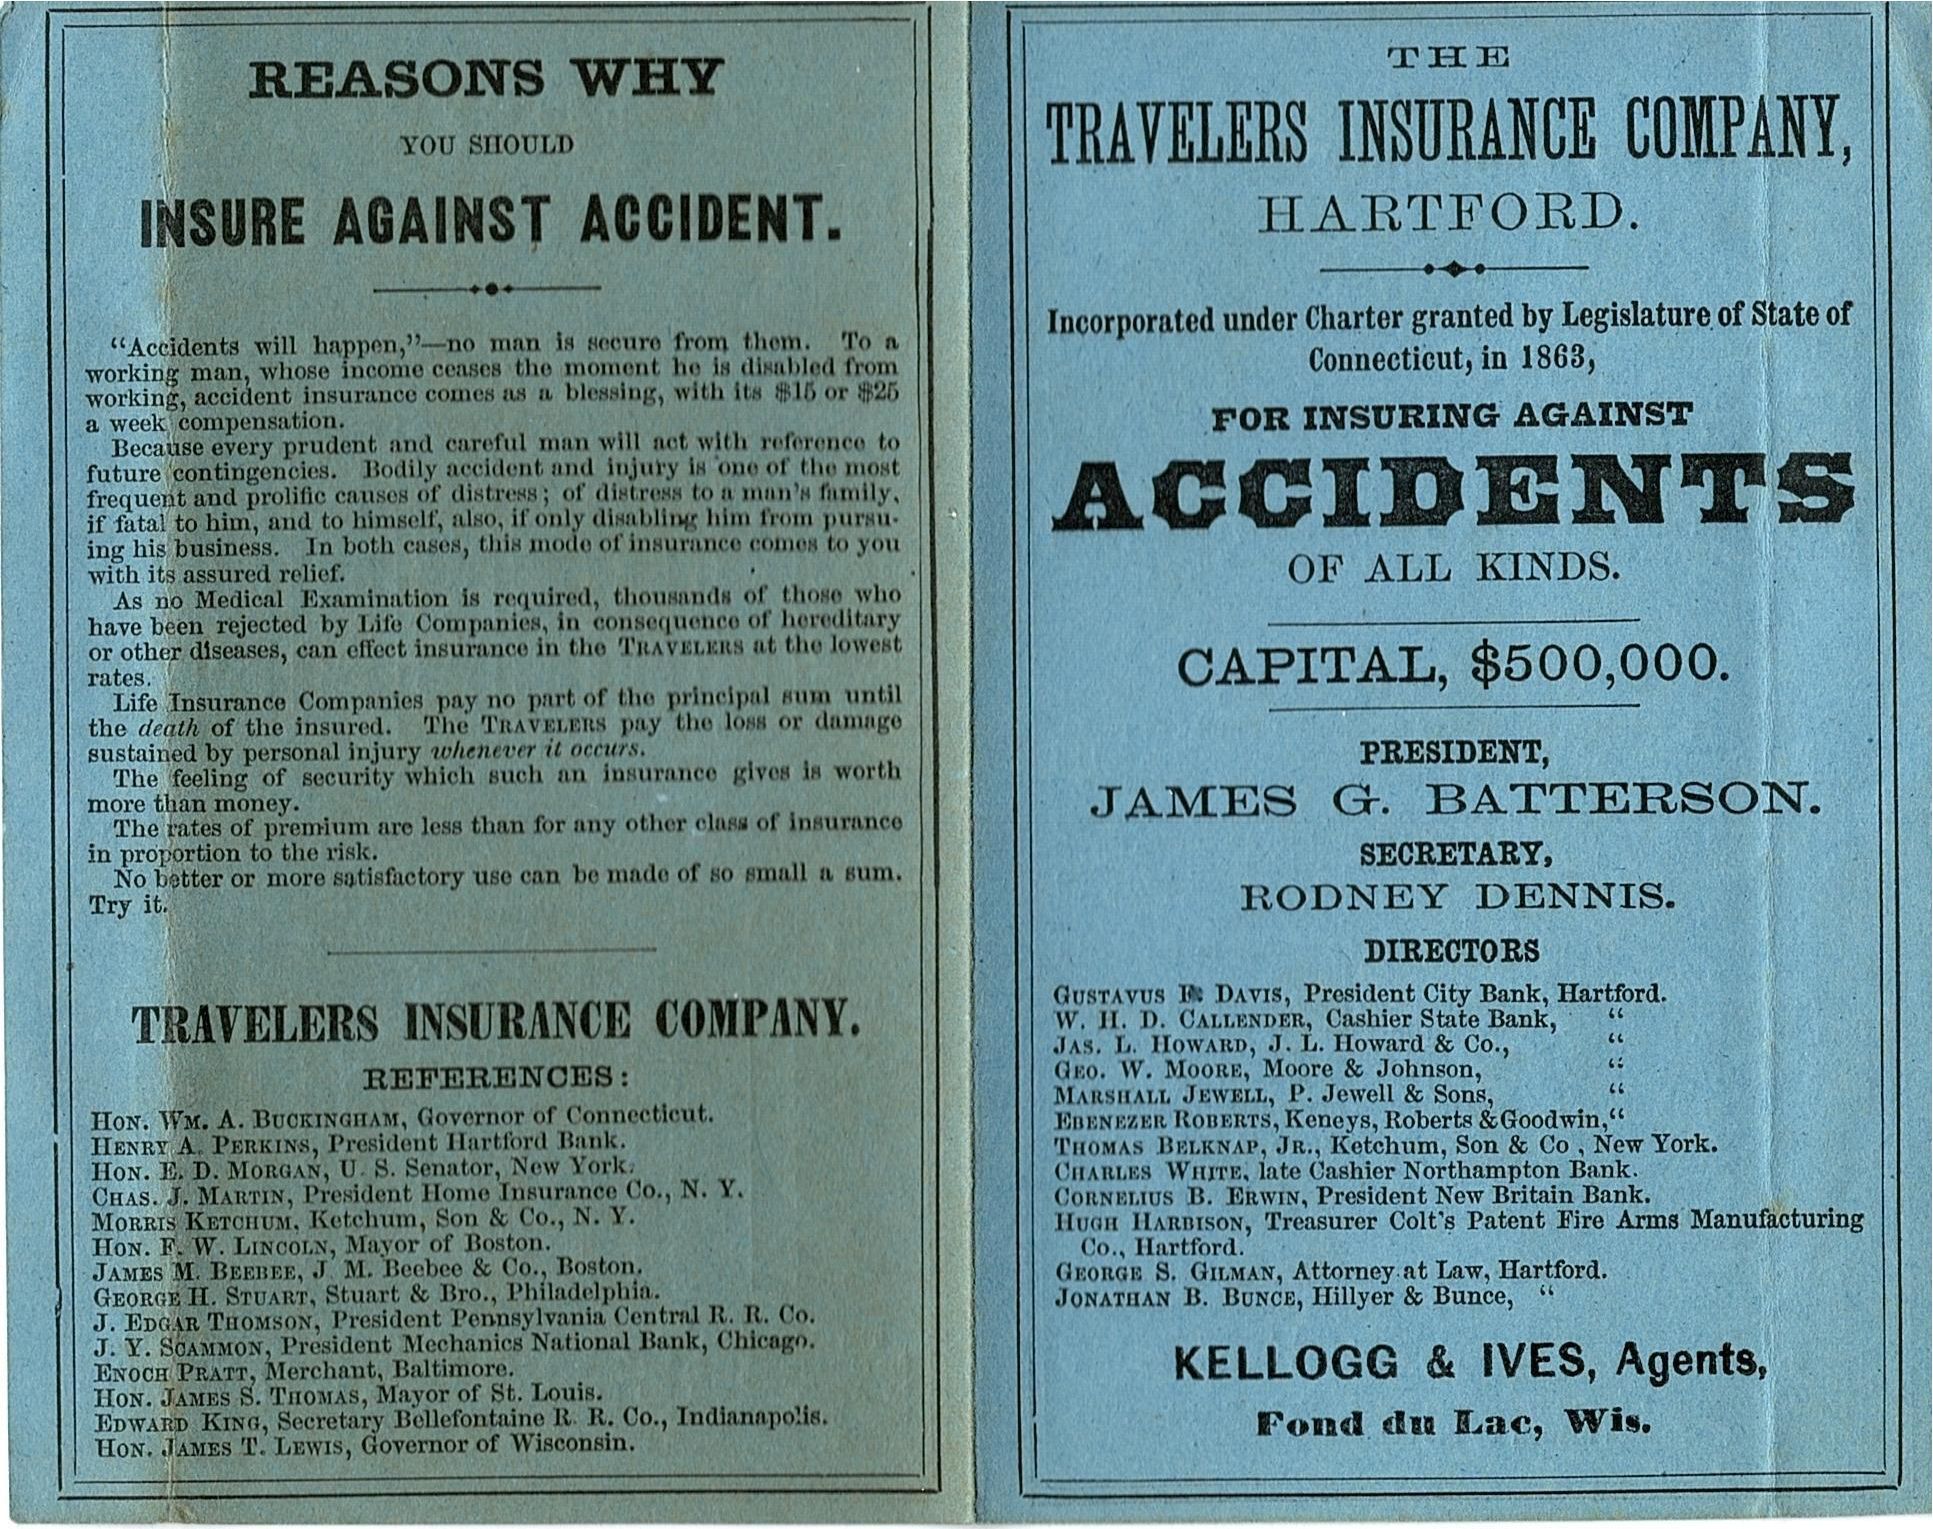 REASONS WHY
YOU SHOULD
INSURE AGAINST ACCIDENT.
“Accidents will happen,”—no man is secure from them. To a
working man, whose income ceases the moment he is disabled from
working, accident insurance comes as a blessing, with its $15 or $25
a week compensation.
Because every prudent and careful man will act with reference to
future contingencies. Bodily accident and injury is one of the most
frequent and prolific causes of distress; of distress to a man's family,
if fatal to him, and to himself, also, if only disabling him from pursu-
ing his business. In both cases, this mode of insurance comes to you
with its assured relief.
As no Medical Examination is required, thousands of those who
have been rejected by Life Companies, in consequence of hereditary
or other diseases, can effect insurance in the TRAVELERS at the lowest
rates.
Life Insurance Companies pay no part of the principal sum until
the death of the insured. The TRAVELERS pay the loss or damage
sustained by personal injury whenever it occurs.
The feeling of security which such an insurance gives is worth
more than money.
The rates of premium are less than for any other class of insurance
in proportion to the risk.
No better or more satisfactory use can be made of so small a sum.
Try it.
TRAVELERS INSURANCE COMPANY.
REFERENCES:
HON. WM. A. BUCKINGHAM, Governor of Connecticut.
HENRY A. PERKINS, President Hartford Bank.
HON. E. D. MORGAN, U. S. Senator, New York.
CHAS. J. MARTIN, President Home Insurance Co., N. Y.
MORRIS KETCHUM, Ketchum, Son & Co., N. Y.
HON. F. W. LINCOLN, Mayor of Boston.
JAMES M. BEEBEE, J M. Beebee & Co., Boston.
GEORGE H. STUART, Stuart & Bro., Philadelphia.
J. EDGAR THOMSON, President Pennsylvania Central R. R. Co.
J. Y. SCAMMON, President Mechanics National Bank, Chicago.
ENOCH PRATT, Merchant, Baltimore.
HON. JAMES S. THOMAS, Mayor of St. Louis.
EDWARD KING, Secretary Bellefontaine R. R. Co., Indianapolis.
HON. JAMES T. LEWIS, Governor of Wisconsin.
THE
TRAVELERS INSURANCE COMPANY,
HARTFORD.
Incorporated under Charter granted by Legislature of State of
Connecticut, in 1863,
FOR INSURING AGAINST
ACCIDENTS
OF ALL KINDS.
CAPITAL, $500,000.
PRESIDENT,
JAMES G. BATTERSON.
SECRETARY,
RODNEY DENNIS.
DIRECTORS
GUSTAVUS F. DAVIS, President City Bank, Hartford.
W. H. D. CALLENDER, Cashier State Bank, “
JAS. L. HOWARD, J. L. Howard & Co., “
GEO. W. MOORE, Moore & Johnson, “
MARSHALL JEWELL, P. Jewell & Sons, “
EBENEZER ROBERTS, Keneys, Roberts & Goodwin, “
THOMAS BELKNAP, JR., Ketchum, Son & Co , New York.
CHARLES WHITE, late Cashier Northampton Bank.
CORNELIUS B. ERWIN, President New Britain Bank.
HUGH HARBISON, Treasurer Colt's Patent Fire Arms Manufacturing
Co., Hartford.
GEORGE S. GILMAN, Attorney at Law, Hartford.
JONATHAN B. BUNCE, Hillyer & Bunce, “
KELLOGG & IVES, Agents,
Fond du Lac, Wis.